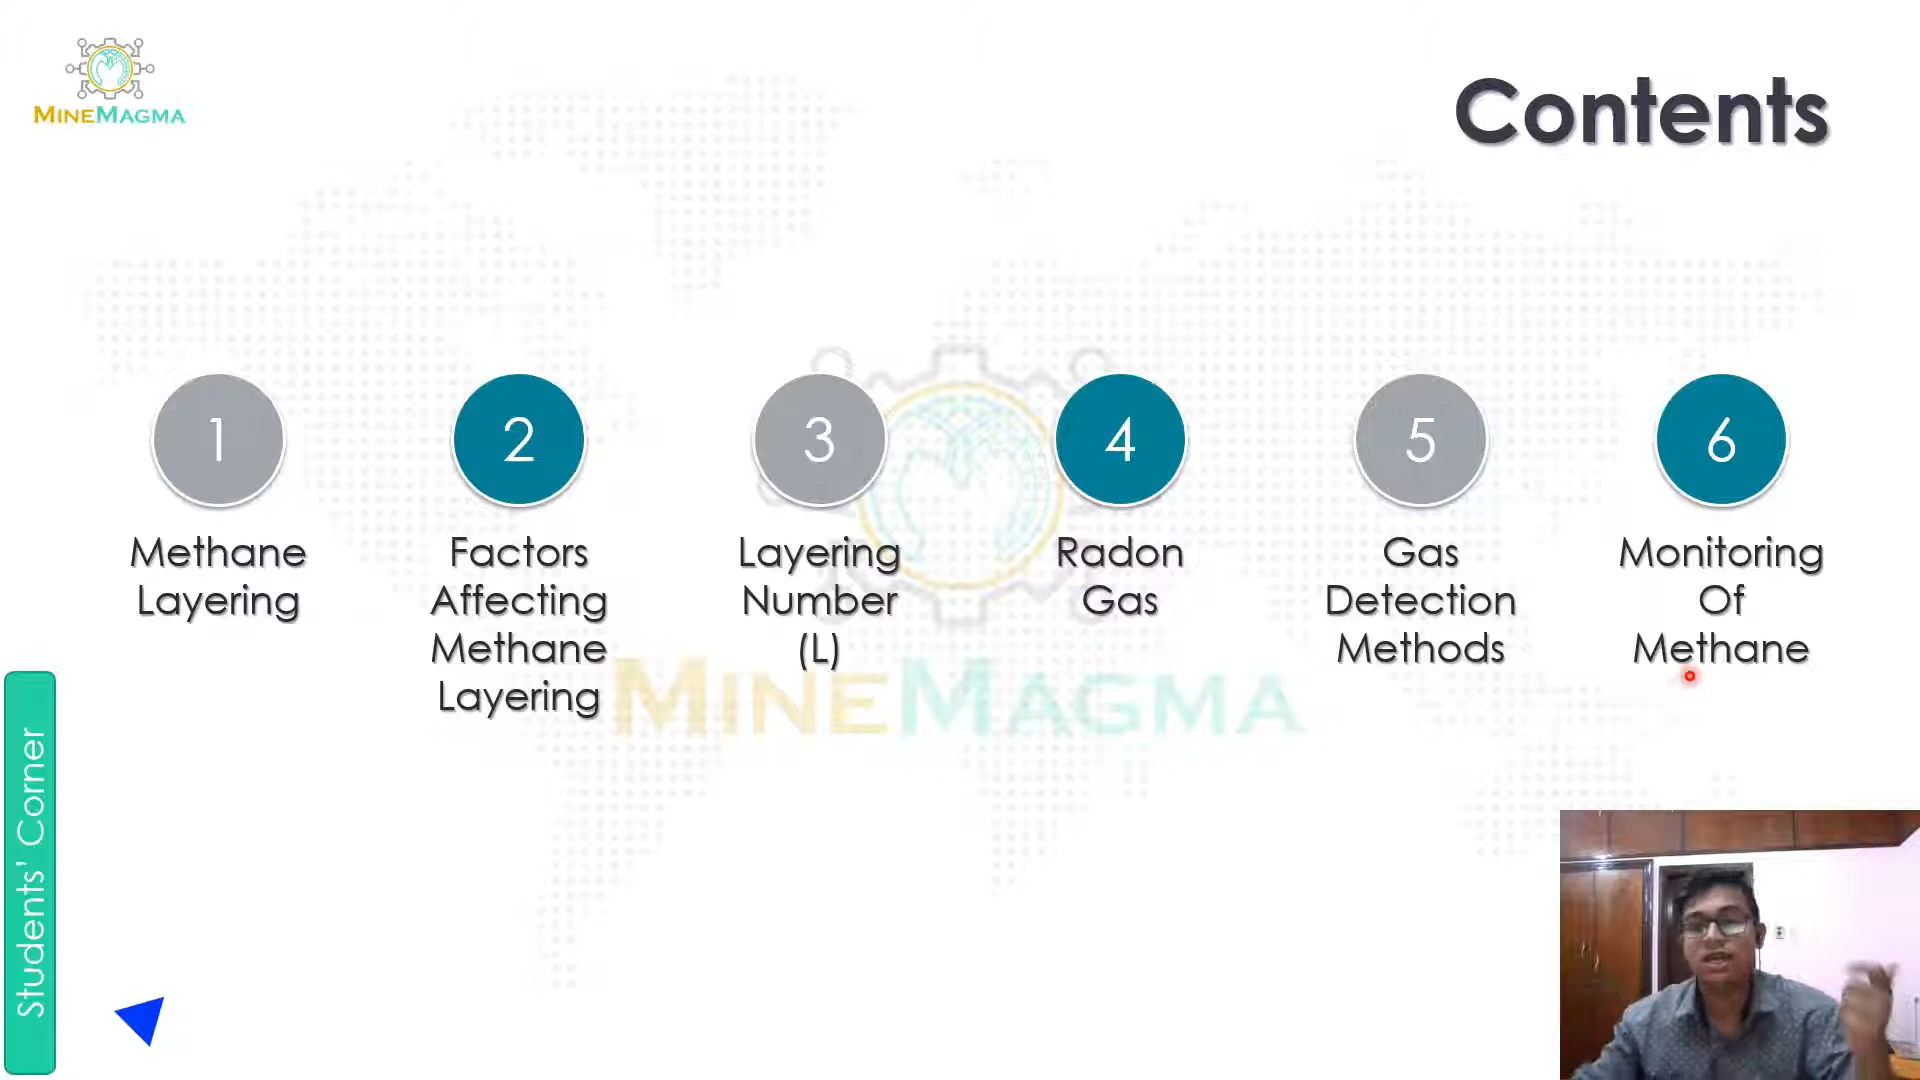 MINEMAGMA
Contents
1
2
3
4
5
6
Methane
Layering
Factors
Affecting
Methane
Layering
Layering
Number
(L)
Radon
Gas
Gas
Detection
Methods
Monitoring
Of
Methane
MINEMAGMA
Students' Corner